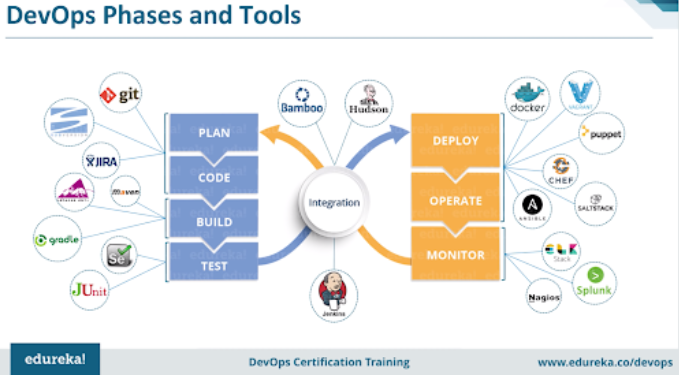 DevOps Phases and Tools
git
JIRA
Maven
gradle
Se
JUnit
PLAN
CODE
BUILD
TEST
Bamboo
Hudson
Integration
Jenkins
DEPLOY
OPERATE
MONITOR
docker
VAGRANT
puppet
CHEF
SALTSTACK
A
ANSIBLE
Stack
Splunk
Nagios
edureka!
DevOps Certification Training
www.edureka.co/devops